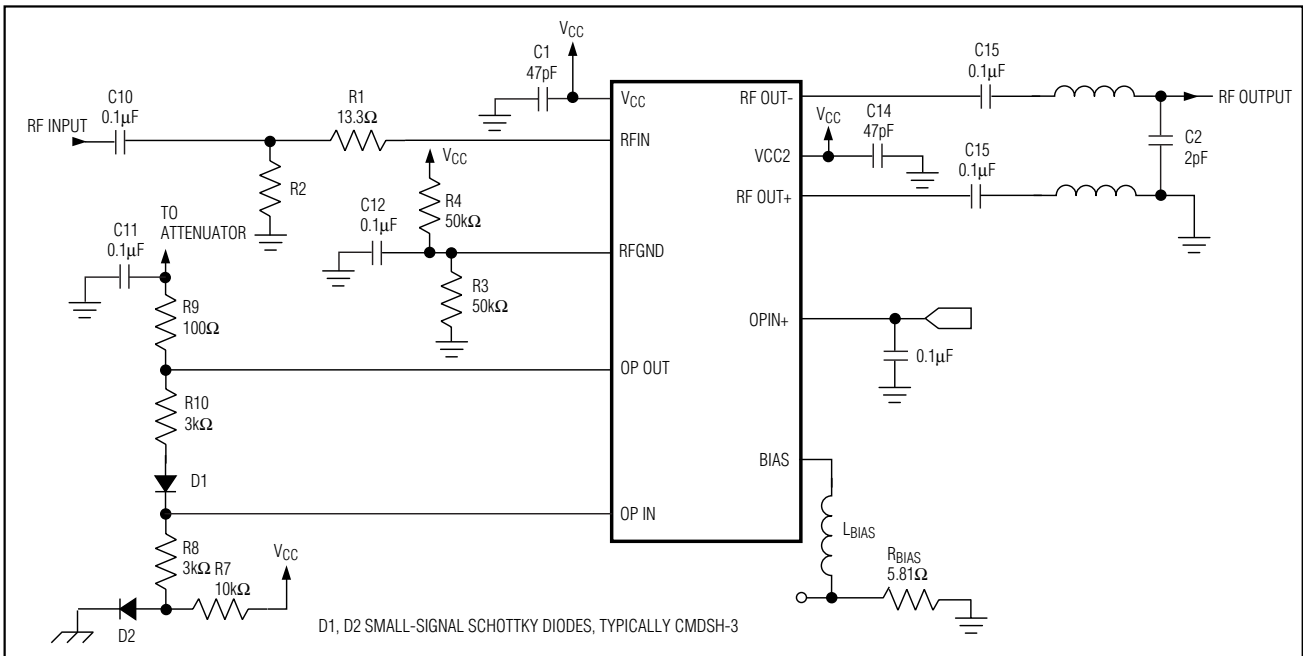 VCC
C1
47pF
C10
0.1µF
RF INPUT
R1
13.3Ω
R2
VCC
R4
50kΩ
C12
0.1µF
R3
50kΩ
TO
ATTENUATOR
C11
0.1µF
R9
100Ω
R10
3kΩ
D1
R8
3kΩ
R7
10kΩ
VCC
D2
VCC
RFIN
RFGND
OP OUT
OP IN
RF OUT-
VCC2
RF OUT+
OPIN+
BIAS
C15
0.1µF
RF OUTPUT
VCC
C14
47pF
C2
2pF
C15
0.1µF
0.1µF
LBIAS
RBIAS
5.81Ω
D1, D2 SMALL-SIGNAL SCHOTTKY DIODES, TYPICALLY CMDSH-3